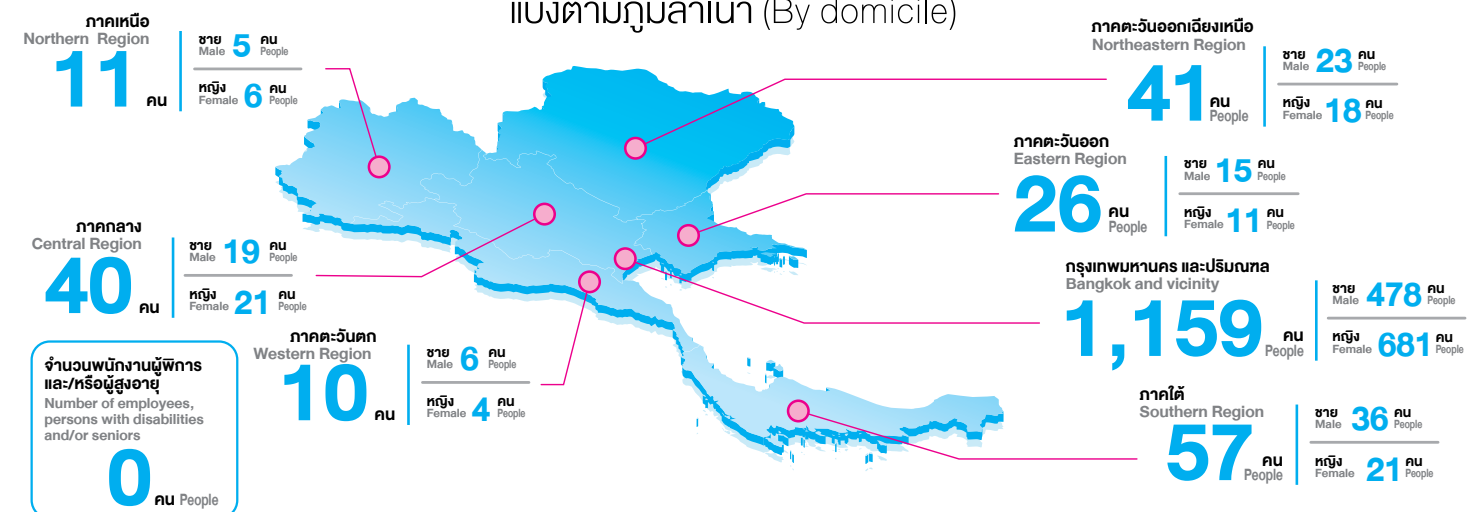 แบ่งตามภูมิลำเนา (By domicile)
ภาคเหนือ
Northern Region
11 คน
ชาย 5 คน
Male People
หญิง 6 คน
Female People
ภาคกลาง
Central Region
40 คน
ชาย 19 คน
Male People
หญิง 21 คน
Female People
ภาคตะวันตก
Western Region
10 คน
ชาย 6 คน
Male People
หญิง 4 คน
Female People
จำนวนพนักงานผู้พิการ
และ/หรือผู้สูงอายุ
Number of employees,
persons with disabilities
and/or seniors
0 คน People
ภาคตะวันออกเฉียงเหนือ
Northeastern Region
41 คน
People
ชาย 23 คน
Male People
หญิง 18 คน
Female People
ภาคตะวันออก
Eastern Region
26 คน
People
ชาย 15 คน
Male People
หญิง 11 คน
Female People
กรุงเทพมหานคร และปริมณฑล
Bangkok and vicinity
1,159 คน
People
ชาย 478 คน
Male People
หญิง 681 คน
Female People
ภาคใต้
Southern Region
57 คน
People
ชาย 36 คน
Male People
หญิง 21 คน
Female People